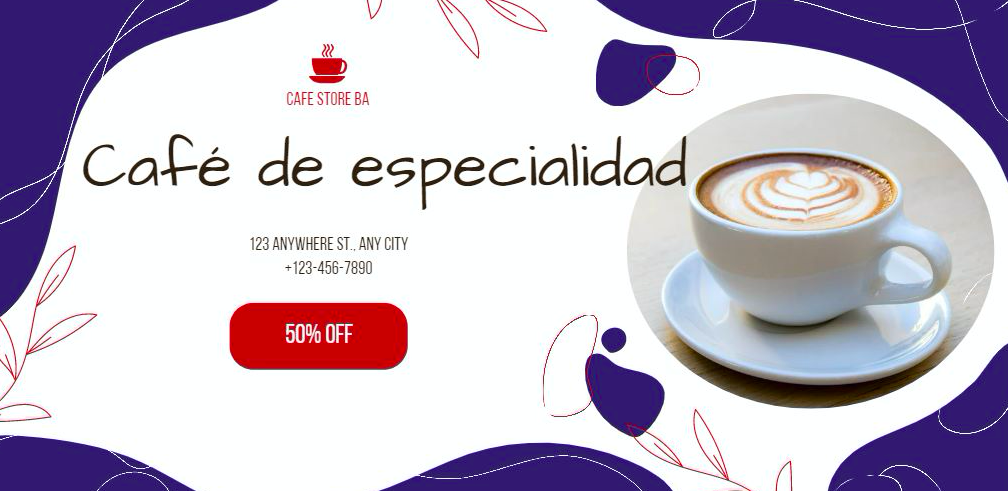 CAFE STORE BA
Café de especialidad
123 ANYWHERE ST., ANY CITY
+123-456-7890
50% OFF